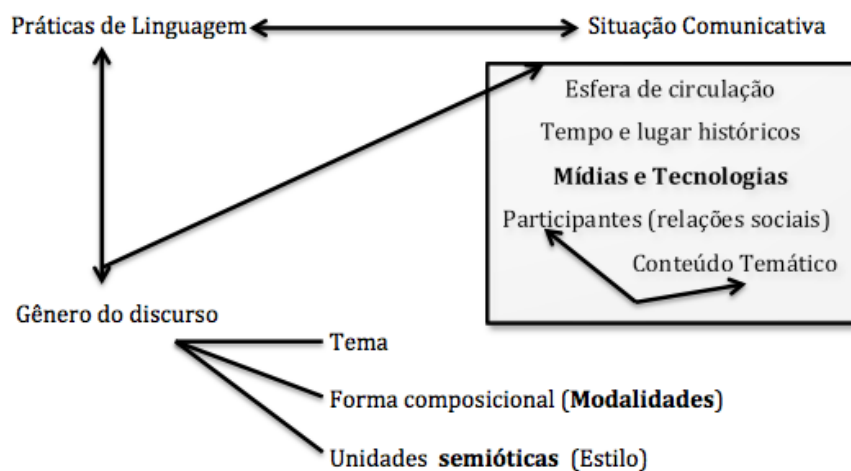 Práticas de Linguagem
Situação Comunicativa
Esfera de circulação
Tempo e lugar históricos
Mídias e Tecnologias
Participantes (relações sociais)
Conteúdo Temático
Gênero do discurso
Tema
Forma composicional (Modalidades)
Unidades semióticas (Estilo)